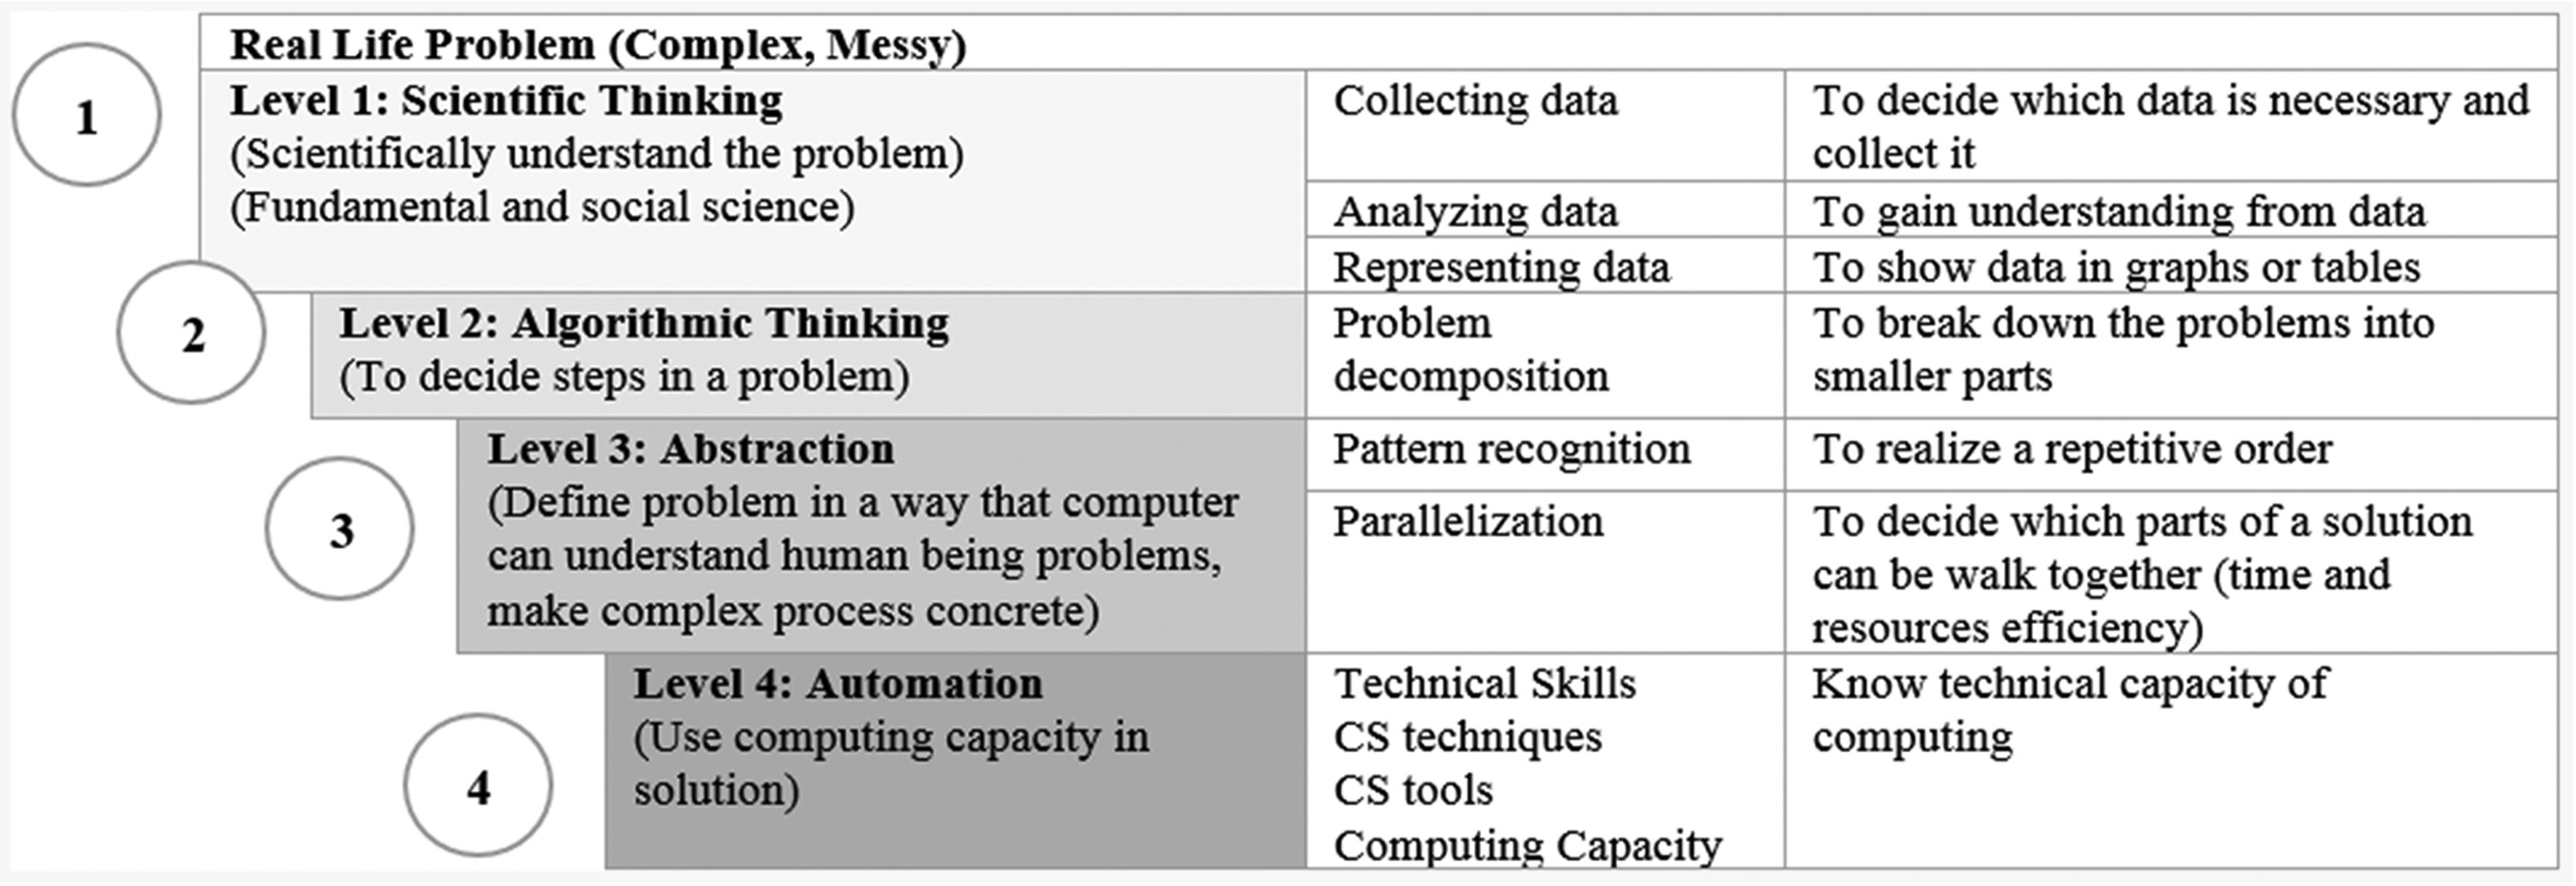 Real Life Problem (Complex, Messy)
1
Level 1: Scientific Thinking
(Scientifically understand the problem)
(Fundamental and social science)
Collecting data
To decide which data is necessary and
collect it
Analyzing data
To gain understanding from data
Representing data
To show data in graphs or tables
2
Level 2: Algorithmic Thinking
(To decide steps in a problem)
Problem
decomposition
To break down the problems into
smaller parts
3
Level 3: Abstraction
(Define problem in a way that computer
can understand human being problems,
make complex process concrete)
Pattern recognition
To realize a repetitive order
Parallelization
To decide which parts of a solution
can be walk together (time and
resources efficiency)
4
Level 4: Automation
(Use computing capacity in
solution)
Technical Skills
CS techniques
CS tools
Computing Capacity
Know technical capacity of
computing